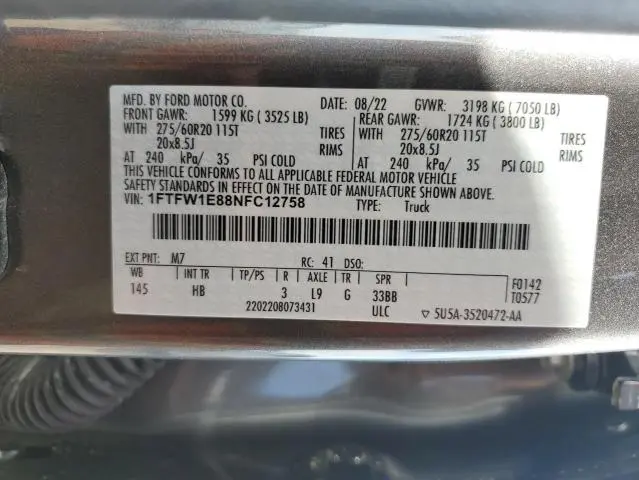 MFD. BY FORD MOTOR CO. DATE: 08/22 GVWR: 3198 KG ( 7050 LB)
FRONT GAWR: 1599 KG ( 3525 LB) REAR GAWR: 1724 KG ( 3800 LB)
WITH 275/60R20 115T TIRES WITH 275/60R20 115T TIRES
20x8.5J RIMS 20x8.5J RIMS
AT 240 kPa/ 35 PSI COLD AT 240 kPa/ 35 PSI COLD
THIS VEHICLE CONFORMS TO ALL APPLICABLE FEDERAL MOTOR VEHICLE
SAFETY STANDARDS IN EFFECT ON THE DATE OF MANUFACTURE SHOWN ABOVE.
VIN: 1FTFW1E88NFC12758 TYPE: Truck
EXT PNT: M7 RC: 41 DSO:
WB INT TR TP/PS R AXLE TR SPR F0142
145 HB 3 L9 G 33BB T0577
2202208073431 ULC 5U5A-3520472-AA